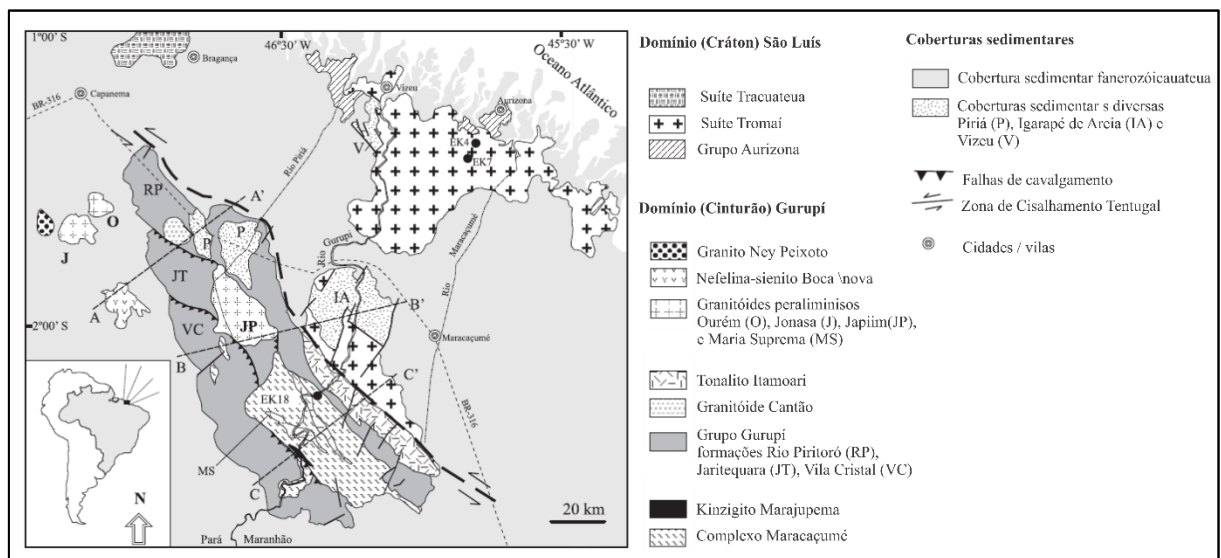 1°00' S
46°30' W
45°30' W
Oceano Atlântico
Bragança
Capanema
Vizeu
Aurizona
BR-316
Rio Piriá
V
EK4
EK7
RP
A'
O
P
P
J
JT
Rio Gurupí
Rio Maracaçumé
A
IA
B'
2°00' S
VC
JP
Maracaçumé
B
C'
EK18
BR-316
MS
C
N
20 km
Pará
Maranhão
Domínio (Cráton) São Luís
Suíte Tracuateua
Suíte Tromaí
Grupo Aurizona
Domínio (Cinturão) Gurupí
Granito Ney Peixoto
Nefelina-sienito Boca \nova
Granitóides peraliminisos
Ourém (O), Jonasa (J), Japiim(JP),
e Maria Suprema (MS)
Tonalito Itamoari
Granitóide Cantão
Grupo Gurupí
formações Rio Piritoró (RP),
Jaritequara (JT), Vila Cristal (VC)
Kinzigito Marajupema
Complexo Maracaçumé
Coberturas sedimentares
Cobertura sedimentar fanerozóicauateua
Coberturas sedimentar s diversas
Piriá (P), Igarapé de Areia (IA) e
Vizeu (V)
Falhas de cavalgamento
Zona de Cisalhamento Tentugal
Cidades / vilas